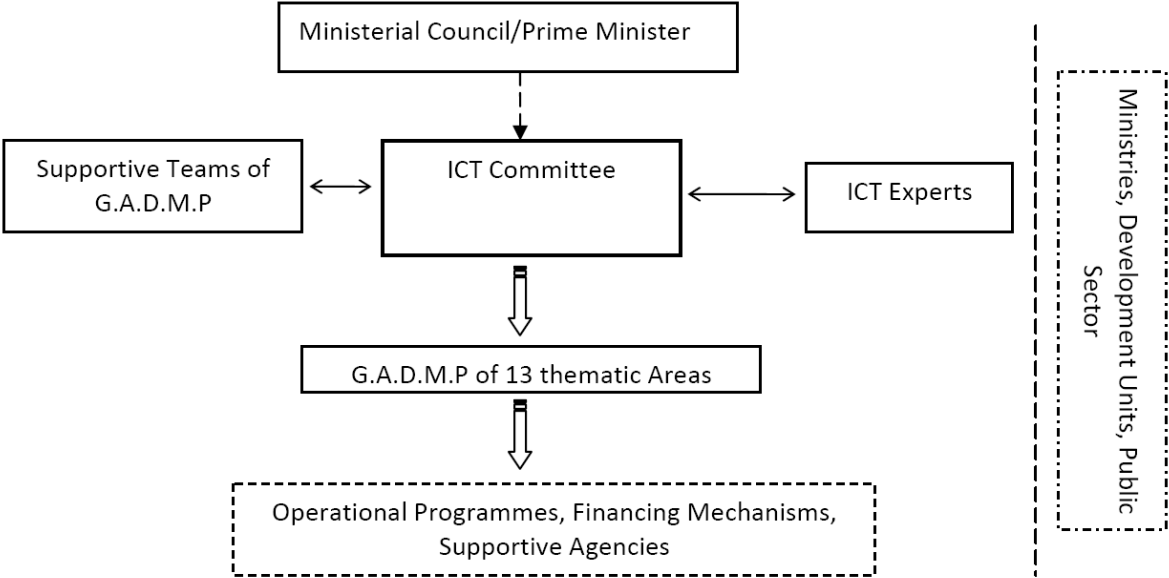 Ministerial Council/Prime Minister
Supportive Teams of
G.A.D.M.P
ICT Committee
ICT Experts
G.A.D.M.P of 13 thematic Areas
Operational Programmes, Financing Mechanisms,
Supportive Agencies
Ministries, Development Units, Public
Sector